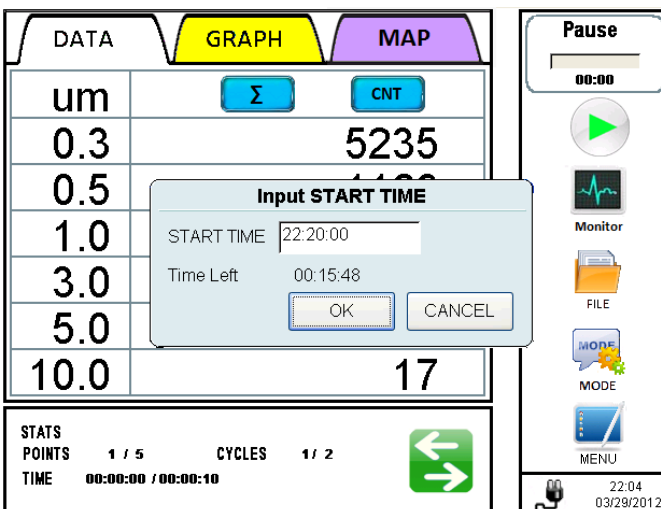 DATA GRAPH MAP
um Σ CNT
0.3 5235
0.5
1.0
3.0
5.0
10.0 17
Input START TIME
START TIME 22:20:00
Time Left 00:15:48
OK CANCEL
STATS
POINTS 1 / 5 CYCLES 1/ 2
TIME 00:00:00 / 00:00:10
Pause
00:00
Monitor
FILE
MODE
MODE
MENU
22:04
03/29/2012